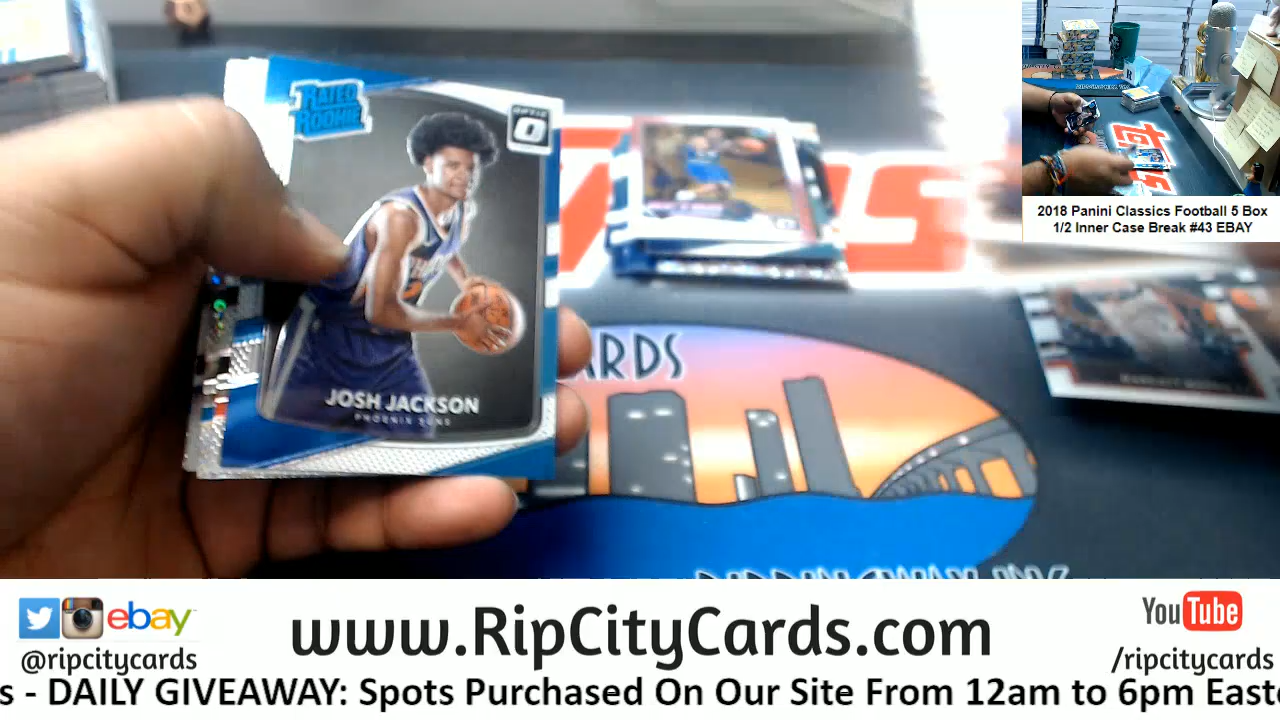 RATED
ROOKIE
OPTIC
JOSH JACKSON
PHOENIX SUNS
ARDS
2018 Panini Classics Football 5 Box
1/2 Inner Case Break #43 EBAY
ebay
www.RipCityCards.com
YouTube
@ripcitycards
/ripcitycards
s - DAILY GIVEAWAY: Spots Purchased On Our Site From 12am to 6pm Easte